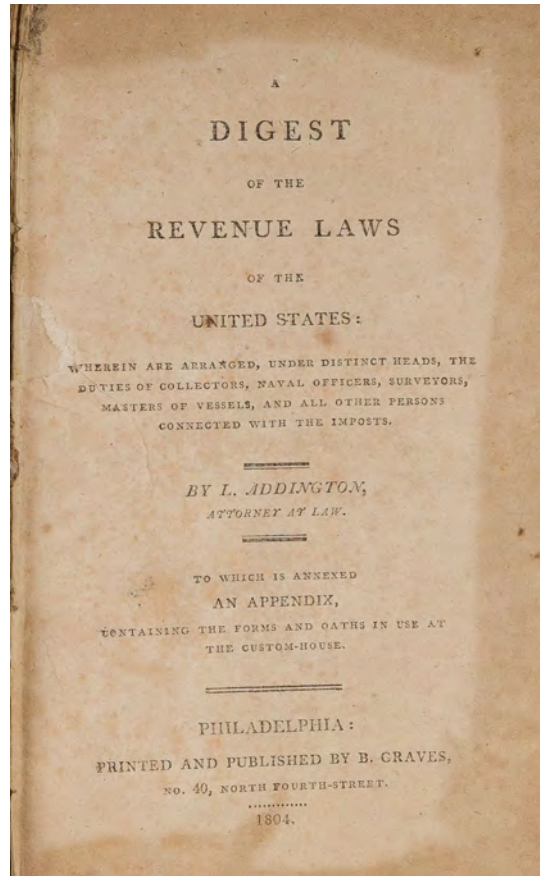 A
DIGEST
OF THE
REVENUE LAWS
OF THE
UNITED STATES:
WHEREIN ARE ARRANGED, UNDER DISTINCT HEADS, THE
DUTIES OF COLLECTORS, NAVAL OFFICERS, SURVEYORS,
MASTERS OF VESSELS, AND ALL OTHER PERSONS
CONNECTED WITH THE IMPOSTS.
BY L. ADDINGTON,
ATTORNEY AT LAW.
TO WHICH IS ANNEXED
AN APPENDIX,
CONTAINING THE FORMS AND OATHS IN USE AT
THE CUSTOM-HOUSE.
PHILADELPHIA:
PRINTED AND PUBLISHED BY B. GRAVES,
NO. 40, NORTH FOURTH-STREET.
1804.